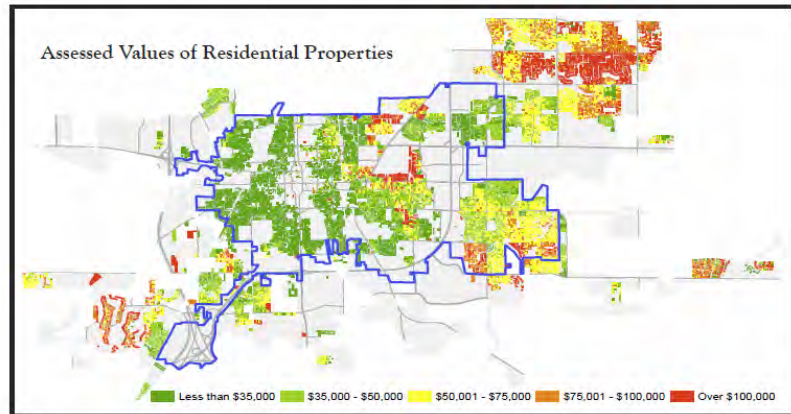 Assessed Values of Residential Properties
Less than $35,000 $35,000 - $50,000 $50,001 - $75,000 $75,001 - $100,000 Over $100,000